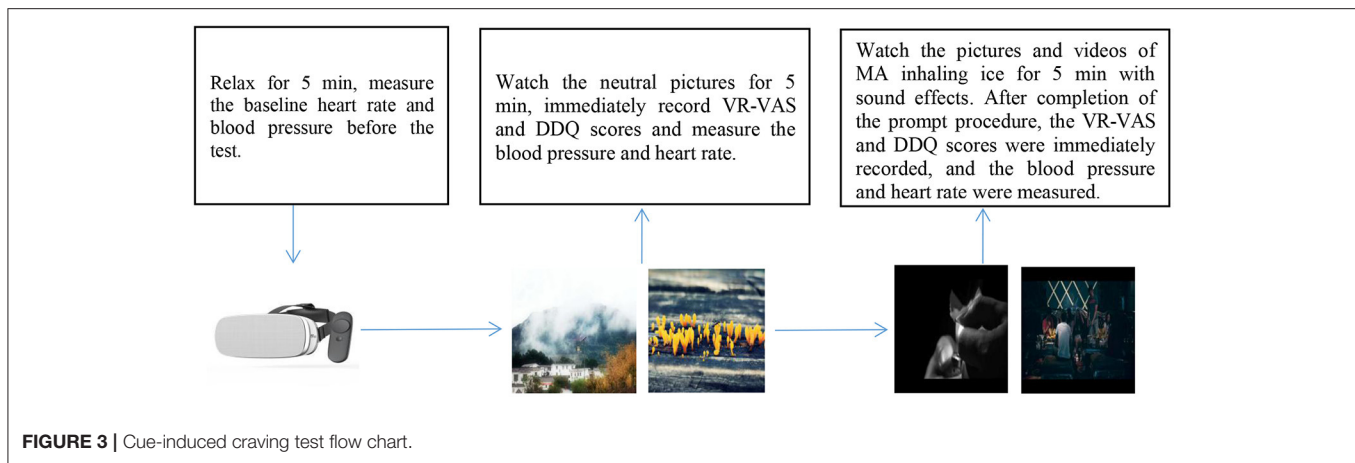 Relax for 5 min, measure
the baseline heart rate and
blood pressure before the
test.
Watch the neutral pictures for 5
min, immediately record VR-VAS
and DDQ scores and measure the
blood pressure and heart rate.
Watch the pictures and videos of
MA inhaling ice for 5 min with
sound effects. After completion of
the prompt procedure, the VR-VAS
and DDQ scores were immediately
recorded, and the blood pressure
and heart rate were measured.
FIGURE 3 | Cue-induced craving test flow chart.